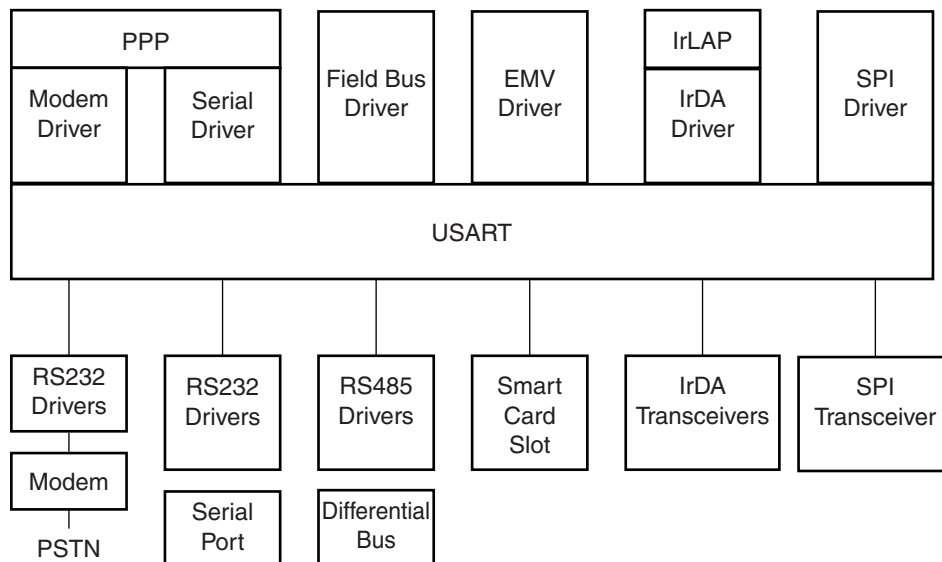 PPP
Modem
Driver
Serial
Driver
Field Bus
Driver
EMV
Driver
IrLAP
IrDA
Driver
SPI
Driver
USART
RS232
Drivers
Modem
PSTN
RS232
Drivers
Serial
Port
RS485
Drivers
Differential
Bus
Smart
Card
Slot
IrDA
Transceivers
SPI
Transceiver